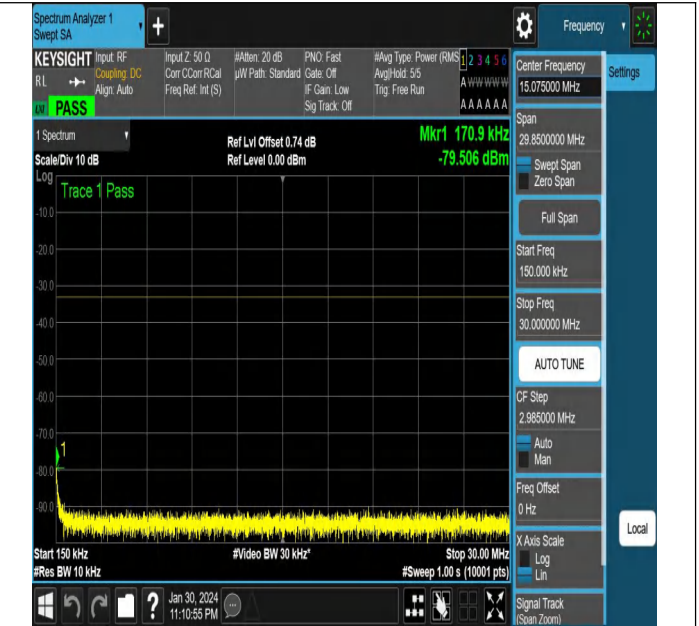 Spectrum Analyzer 1
Swept SA
+
Frequency
KEYSIGHT
RL
PASS
Input: RF
Coupling: DC
Align: Auto
Input Z: 50 Ω
Corr CCorr RCal
Freq Ref: Int (S)
#Atten: 20 dB
µW Path: Standard
PNO: Fast
Gate: Off
IF Gain: Low
Sig Track: Off
#Avg Type: Power (RMS
Avg|Hold: 5/5
Trig: Free Run
1 2 3 4 5 6
A W W W W W
A A A A A A
1 Spectrum
Scale/Div 10 dB
Log
Ref Lvl Offset 0.74 dB
Ref Level 0.00 dBm
Mkr1 170.9 kHz
-79.506 dBm
Trace 1 Pass
-10.0
-20.0
-30.0
-40.0
-50.0
-60.0
-70.0
1
-80.0
-90.0
Start 150 kHz
#Video BW 30 kHz*
Stop 30.00 MHz
#Res BW 10 kHz
#Sweep 1.00 s (10001 pts)
Center Frequency
15.075000 MHz
Settings
Span
29.8500000 MHz
Swept Span
Zero Span
Full Span
Start Freq
150.000 kHz
Stop Freq
30.000000 MHz
AUTO TUNE
CF Step
2.985000 MHz
Auto
Man
Freq Offset
0 Hz
X Axis Scale
Log
Lin
Local
Signal Track
(Span Zoom)
?
Jan 30, 2024
11:10:55 PM